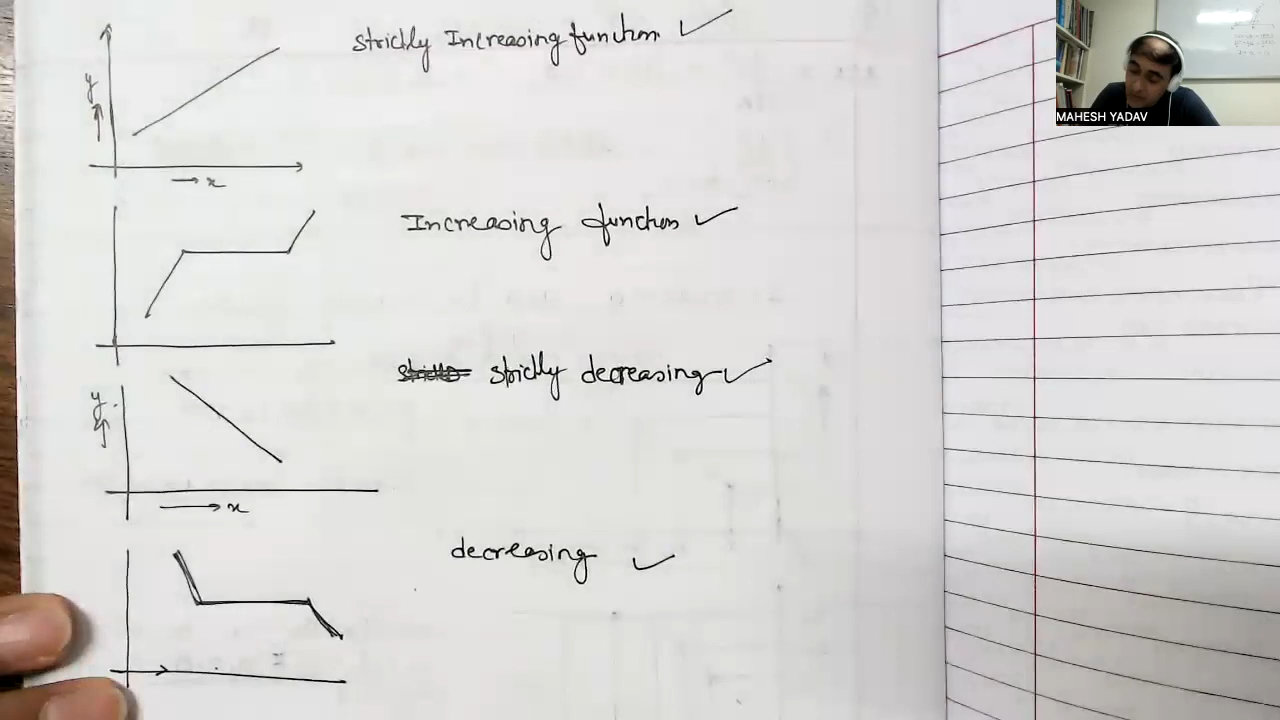 MAHESH YADAV
strictly Increasing function ✓
y
x
Increasing function ✓
strictly decreasing ✓
y
x
decreasing ✓